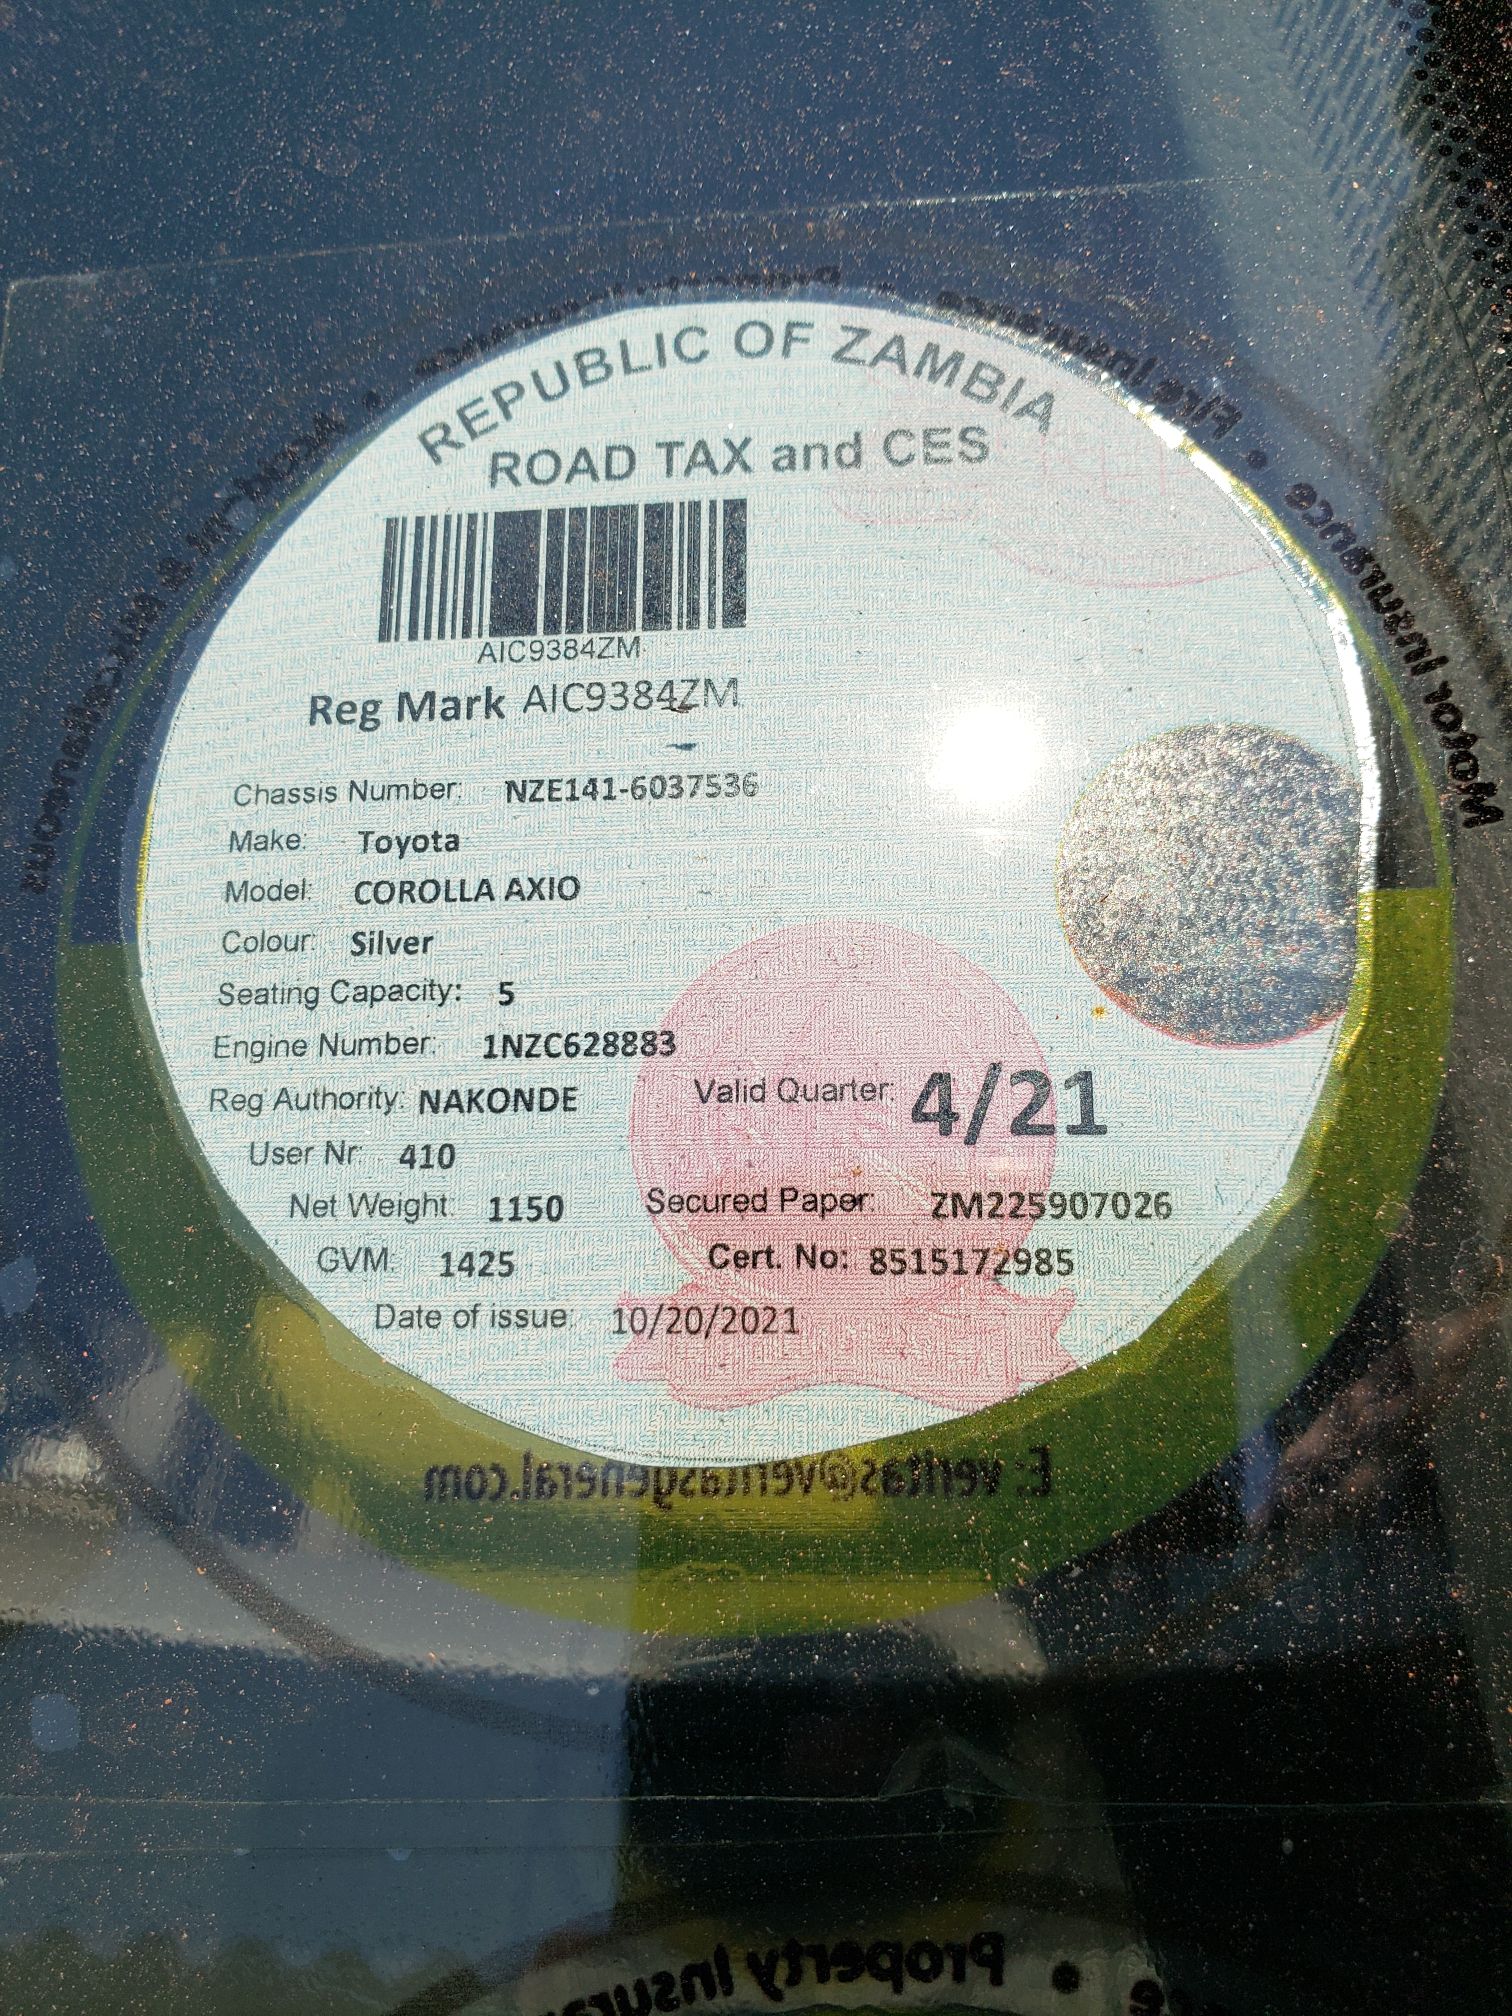 REPUBLIC OF ZAMBIA
ROAD TAX and CES
AIC9384ZM
Reg Mark AIC9384ZM
Chassis Number: NZE141-6037536
Make: Toyota
Model: COROLLA AXIO
Colour: Silver
Seating Capacity: 5
Engine Number: 1NZC628883
Reg Authority: NAKONDE
Valid Quarter: 4/21
User Nr: 410
Net Weight: 1150
Secured Paper: ZM225907026
GVM: 1425
Cert. No: 8515172985
Date of issue: 10/20/2021
Motor Insurance • Fire Insurance •
E: veritas@veritasgeneral.com
• Property